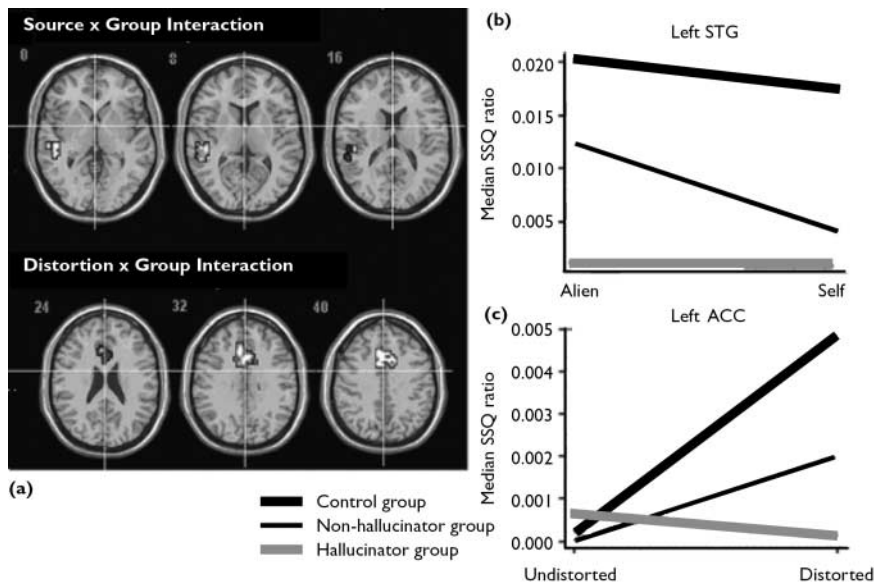 Source x Group Interaction
0 8 16
Distortion x Group Interaction
24 32 40
(a)
Control group
Non-hallucinator group
Hallucinator group
(b)
Left STG
Median SSQ ratio
0.020
0.015
0.010
0.005
Alien Self
(c)
Left ACC
Median SSQ ratio
0.005
0.004
0.003
0.002
0.001
0.000
Undistorted Distorted